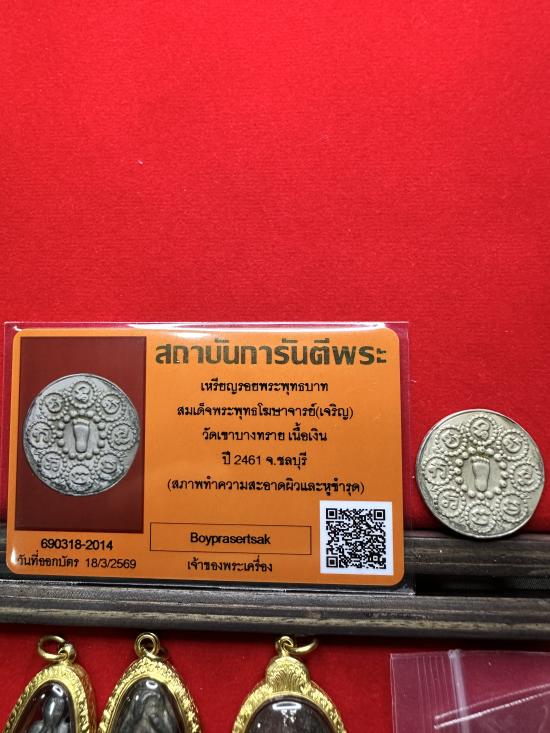 สถาบันการันตีพระ
เหรียญรอยพระพุทธบาท
สมเด็จพระพุทธโฆษาจารย์(เจริญ)
วัดเขาบางทราย เนื้อเงิน
ปี 2461 จ.ชลบุรี
(สภาพทำความสะอาดผิวและหูชำรุด)
690318-2014
วันที่ออกบัตร 18/3/2569
Boyprasertsak
เจ้าของพระเครื่อง